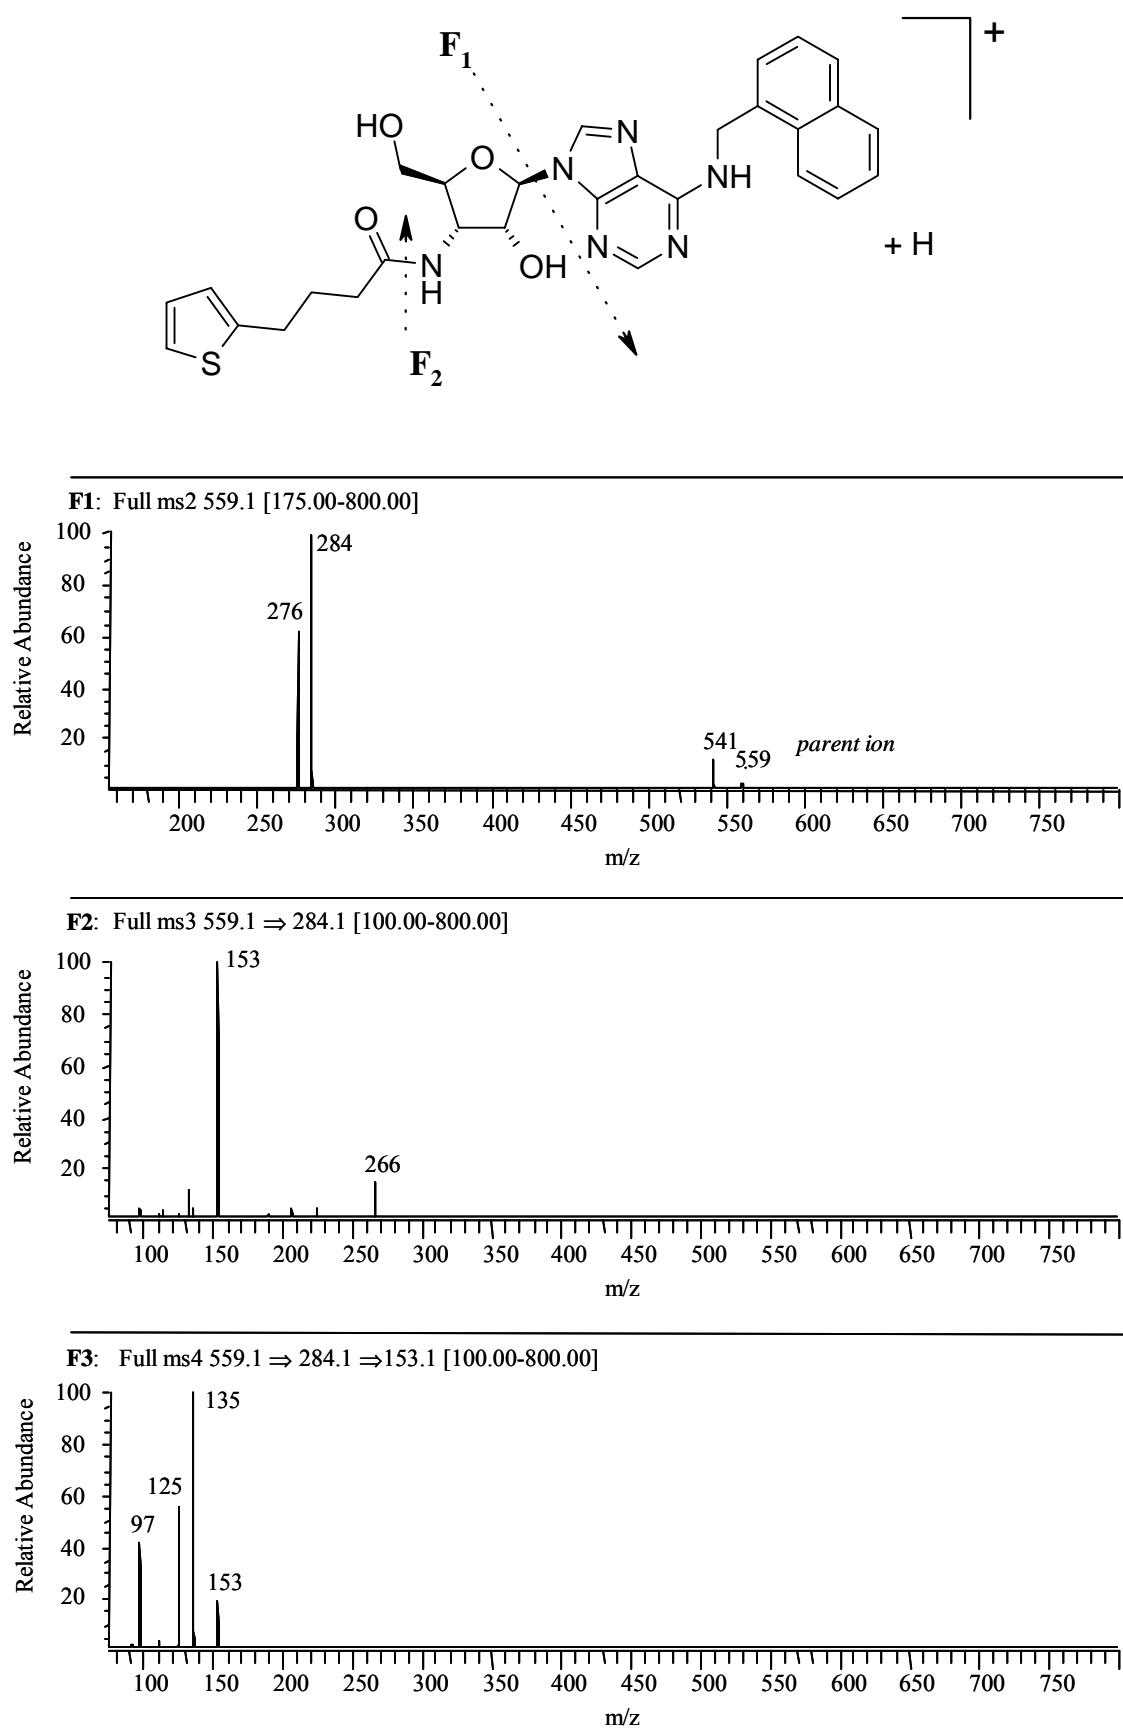 F1
+
HO
O
N
N
NH
O
N
H
OH
N
N
+ H
S
F2
F1: Full ms2 559.1 [175.00-800.00]
Relative Abundance
100
80
60
40
20
284
276
541
559
parent ion
200 250 300 350 400 450 500 550 600 650 700 750
m/z
F2: Full ms3 559.1 ⇒ 284.1 [100.00-800.00]
Relative Abundance
100
80
60
40
20
153
266
100 150 200 250 300 350 400 450 500 550 600 650 700 750
m/z
F3: Full ms4 559.1 ⇒ 284.1 ⇒153.1 [100.00-800.00]
Relative Abundance
100
80
60
40
20
135
125
97
153
100 150 200 250 300 350 400 450 500 550 600 650 700 750
m/z